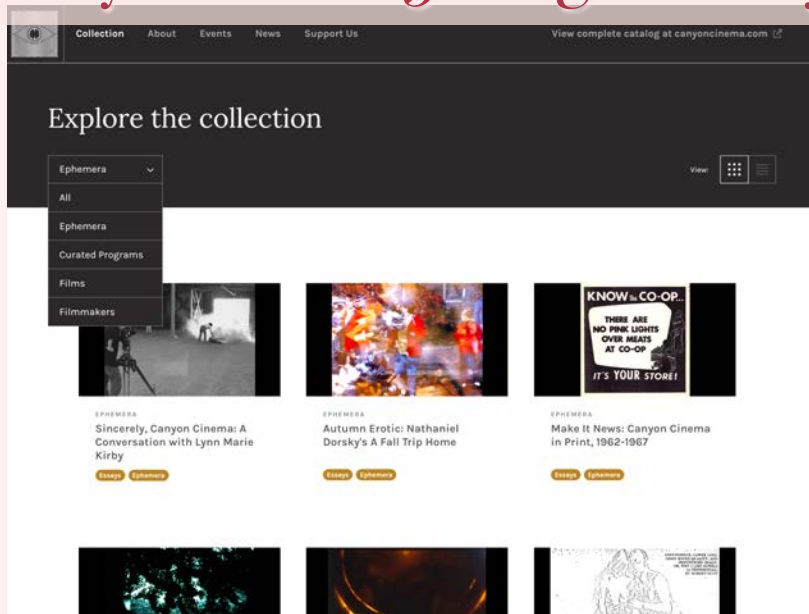 Collection About Events News Support Us View complete catalog at canyoncinema.com
Explore the collection
Ephemera
View:
All
Ephemera
Curated Programs
Films
Filmmakers
KNOW the CO-OP...
THERE ARE
NO PINK LIGHTS
OVER MEATS
AT CO-OP
IT'S YOUR STORE!
EPHEMERA
Sincerely, Canyon Cinema: A
Conversation with Lynn Marie
Kirby
Essays Ephemera
EPHEMERA
Autumn Erotic: Nathaniel
Dorsky's A Fall Trip Home
Essays Ephemera
EPHEMERA
Make It News: Canyon Cinema
in Print, 1962-1967
Essays Ephemera